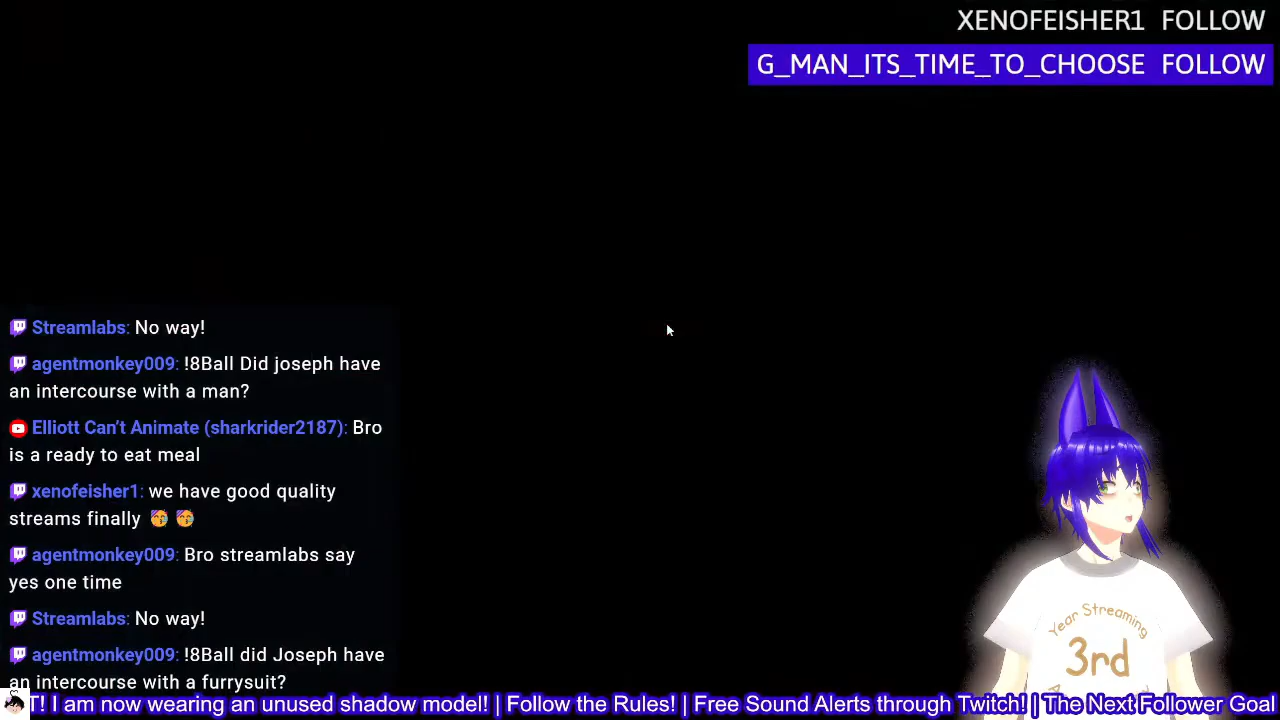 XENOFEISHER1 FOLLOW
G_MAN_ITS_TIME_TO_CHOOSE FOLLOW
Streamlabs: No way!
agentmonkey009: !8Ball Did joseph have
an intercourse with a man?
Elliott Can't Animate (sharkrider2187): Bro
is a ready to eat meal
xenofeisher1: we have good quality
streams finally 🥳 🥳
agentmonkey009: Bro streamlabs say
yes one time
Streamlabs: No way!
agentmonkey009: !8Ball did Joseph have
an intercourse with a furrysuit?
Year Streaming
3rd
T! I am now wearing an unused shadow model! | Follow the Rules! | Free Sound Alerts through Twitch! | The Next Follower Goal